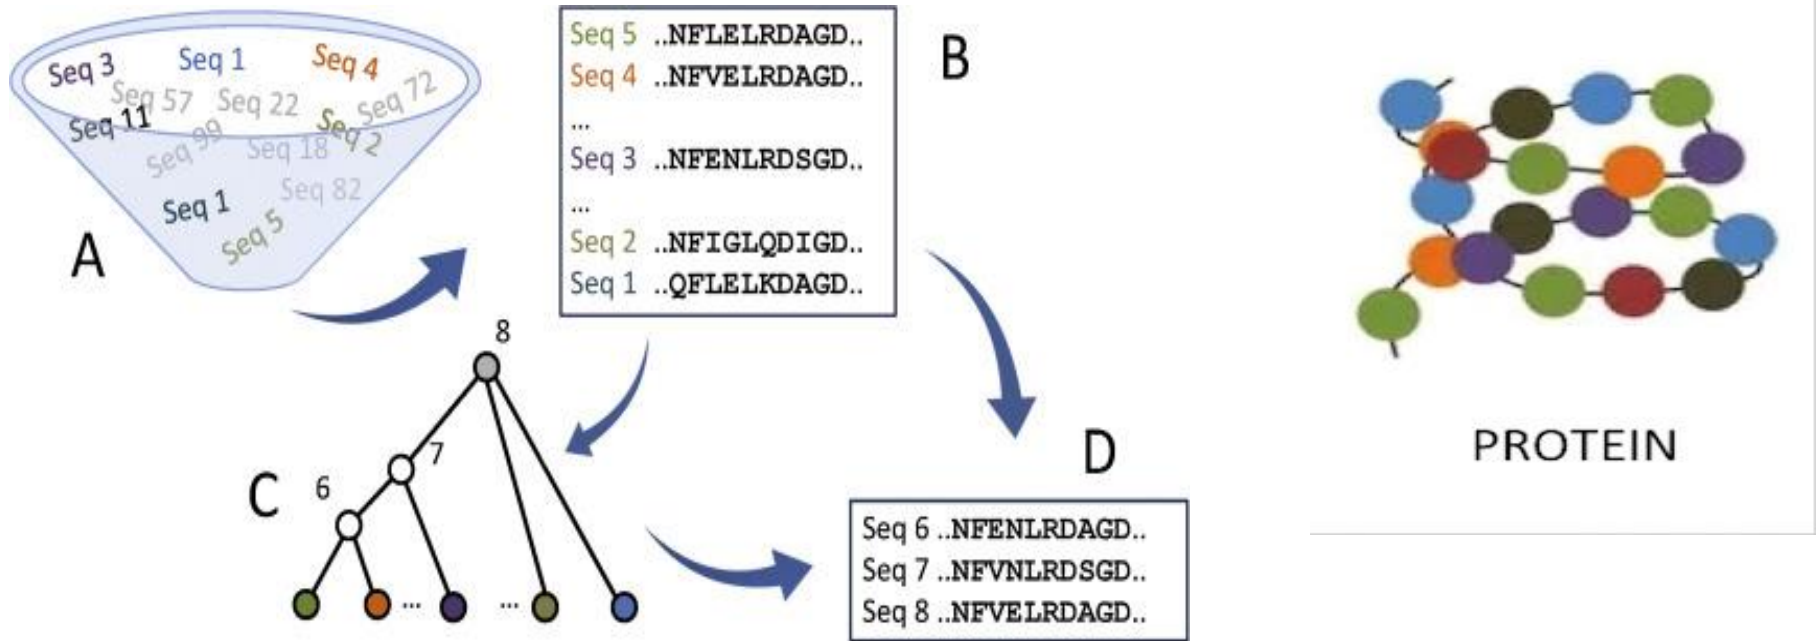 Seq 3 Seq 1 Seq 4
Seq 57 Seq 22 Seq 72
Seq 11 Seq 99 Seq 18 Seq 2
Seq 82
Seq 1
Seq 5
A
Seq 5 ..NFLELRDAGD..
Seq 4 ..NFVELRDAGD..
...
Seq 3 ..NFENLRDSGD..
...
Seq 2 ..NFIGLQDIGD..
Seq 1 ..QFLELKDAGD..
B
8
7
6
C
... ...
D
Seq 6 ..NFENLRDAGD..
Seq 7 ..NFVNLRDSGD..
Seq 8 ..NFVELRDAGD..
PROTEIN